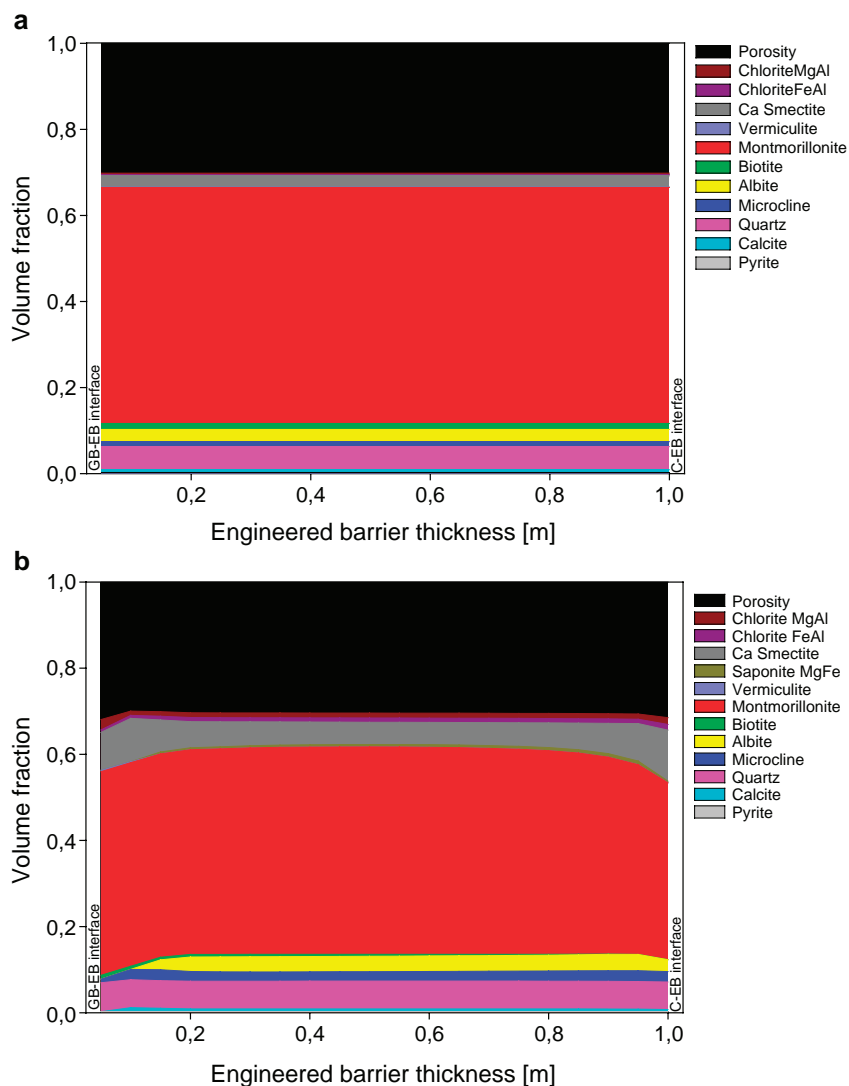 a
1,0
0,8
0,6
0,4
0,2
0,0
Volume fraction
GB-EB interface
C-EB interface
0,2
0,4
0,6
0,8
1,0
Engineered barrier thickness [m]
Porosity
ChloriteMgAl
ChloriteFeAl
Ca Smectite
Vermiculite
Montmorillonite
Biotite
Albite
Microcline
Quartz
Calcite
Pyrite
b
1,0
0,8
0,6
0,4
0,2
0,0
Volume fraction
GB-EB interface
C-EB interface
0,2
0,4
0,6
0,8
1,0
Engineered barrier thickness [m]
Porosity
Chlorite MgAl
Chlorite FeAl
Ca Smectite
Saponite MgFe
Vermiculite
Montmorillonite
Biotite
Albite
Microcline
Quartz
Calcite
Pyrite